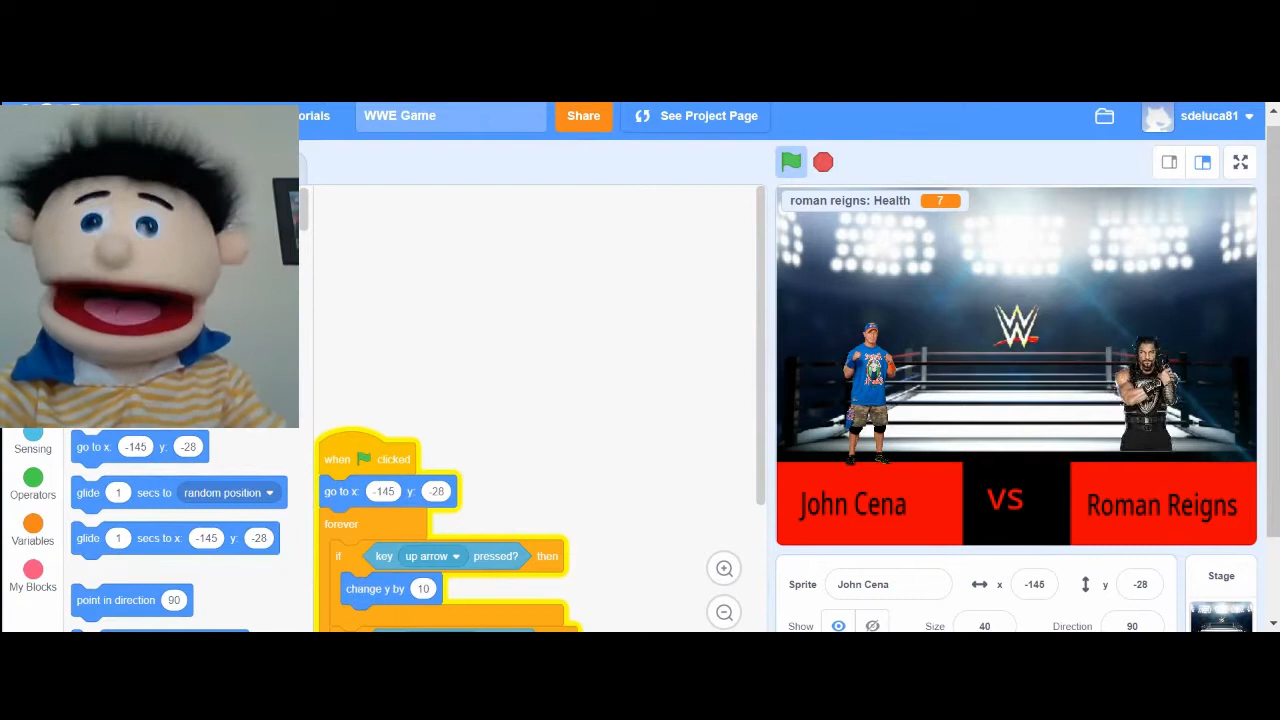 orials
WWE Game
Share
See Project Page
sdeluca81
roman reigns: Health 7
W
John Cena
VS
Roman Reigns
Sensing
Operators
Variables
My Blocks
go to x: -145 y: -28
glide 1 secs to random position
glide 1 secs to x: -145 y: -28
point in direction 90
when clicked
go to x: -145 y: -28
forever
if key up arrow pressed? then
change y by 10
Sprite John Cena x -145 y -28
Show Size 40 Direction 90
Stage